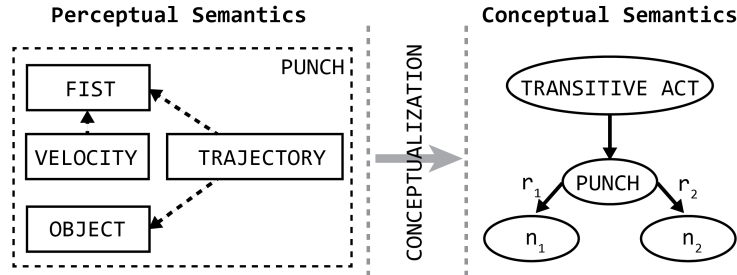 Perceptual Semantics
Conceptual Semantics
PUNCH
FIST
VELOCITY
TRAJECTORY
OBJECT
CONCEPTUALIZATION
TRANSITIVE ACT
PUNCH
r₁
r₂
n₁
n₂